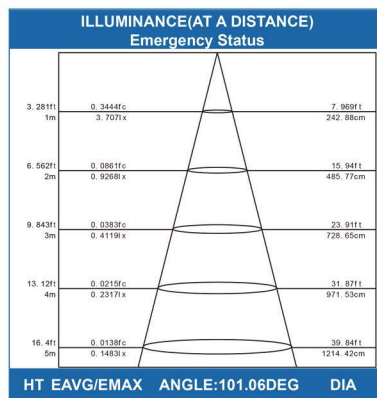 ILLUMINANCE(AT A DISTANCE)
Emergency Status
3.281ft 0.3444fc 7.969ft
1m 3.707lx 242.88cm
6.562ft 0.0861fc 15.94ft
2m 0.9268lx 485.77cm
9.843ft 0.0383fc 23.91ft
3m 0.4119lx 728.65cm
13.12ft 0.0215fc 31.87ft
4m 0.2317lx 971.53cm
16.4ft 0.0138fc 39.84ft
5m 0.1483lx 1214.42cm
HT EAVG/EMAX ANGLE:101.06DEG DIA